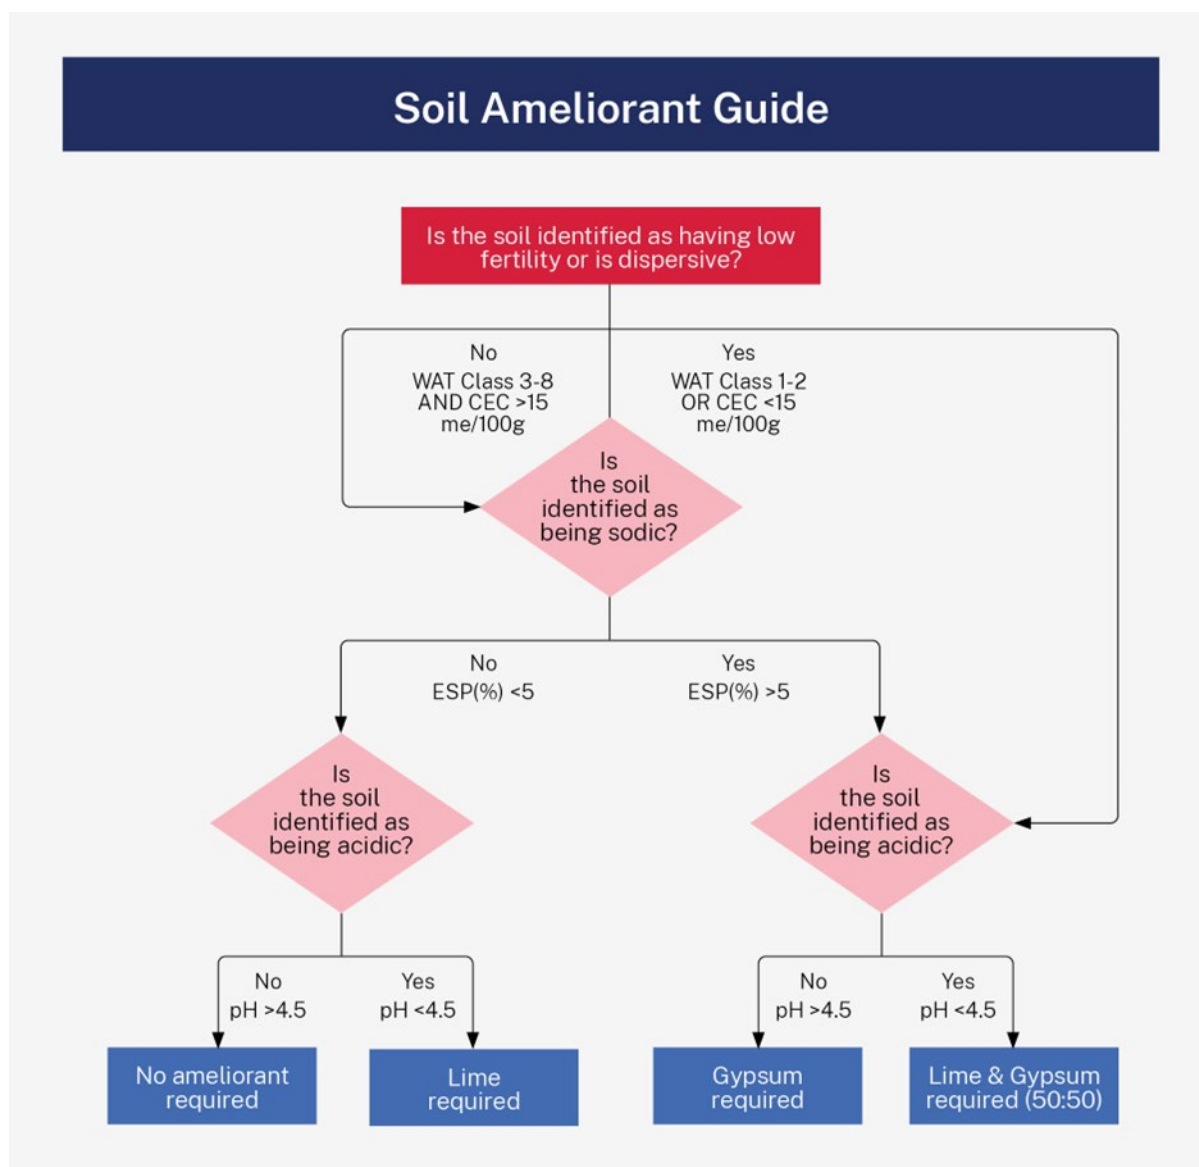 Soil Ameliorant Guide
Is the soil identified as having low
fertility or is dispersive?
No
WAT Class 3-8
AND CEC >15
me/100g
Yes
WAT Class 1-2
OR CEC <15
me/100g
Is
the soil
identified as
being sodic?
No
ESP(%) <5
Yes
ESP(%) >5
Is
the soil
identified as
being acidic?
Is
the soil
identified as
being acidic?
No
pH >4.5
Yes
pH <4.5
No
pH >4.5
Yes
pH <4.5
No ameliorant
required
Lime
required
Gypsum
required
Lime & Gypsum
required (50:50)